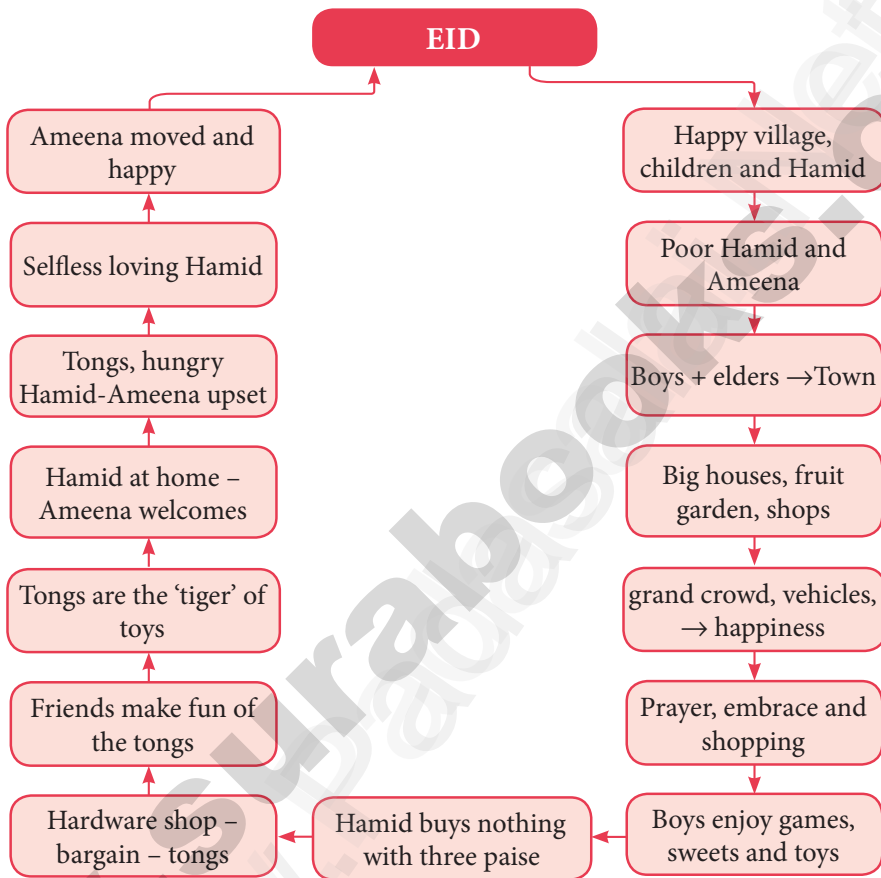 EID
Happy village,
children and Hamid
Poor Hamid and
Ameena
Boys + elders →Town
Big houses, fruit
garden, shops
grand crowd, vehicles,
→ happiness
Prayer, embrace and
shopping
Boys enjoy games,
sweets and toys
Hamid buys nothing
with three paise
Hardware shop –
bargain – tongs
Friends make fun of
the tongs
Tongs are the ‘tiger’ of
toys
Hamid at home –
Ameena welcomes
Tongs, hungry
Hamid-Ameena upset
Selfless loving Hamid
Ameena moved and
happy
surabooks.c